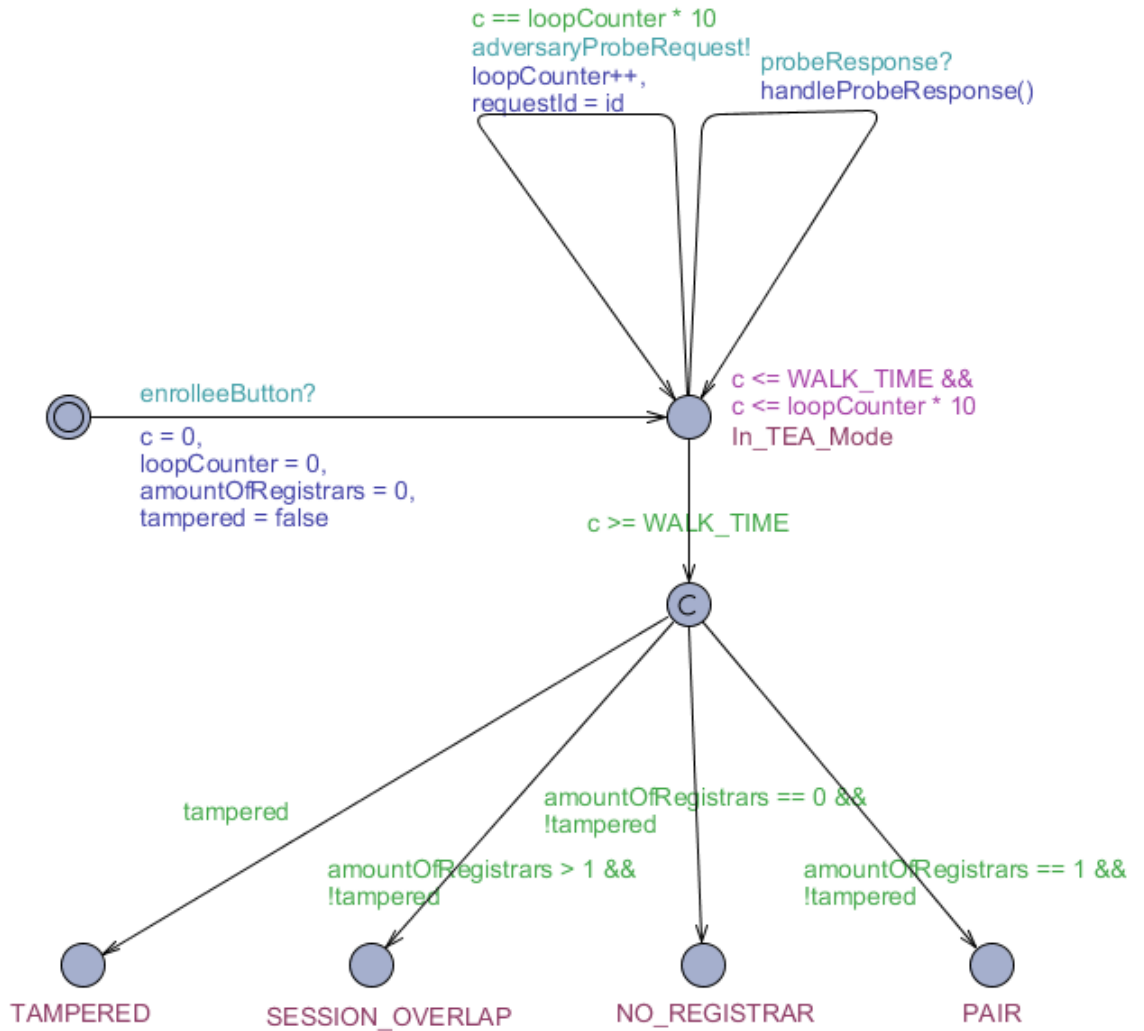 c == loopCounter * 10
adversaryProbeRequest!
loopCounter++,
requestId = id
probeResponse?
handleProbeResponse()
enrolleeButton?
c = 0,
loopCounter = 0,
amountOfRegistrars = 0,
tampered = false
c <= WALK_TIME &&
c <= loopCounter * 10
In_TEA_Mode
c >= WALK_TIME
C
tampered
amountOfRegistrars == 0 &&
!tampered
amountOfRegistrars > 1 &&
!tampered
amountOfRegistrars == 1 &&
!tampered
TAMPERED
SESSION_OVERLAP
NO_REGISTRAR
PAIR